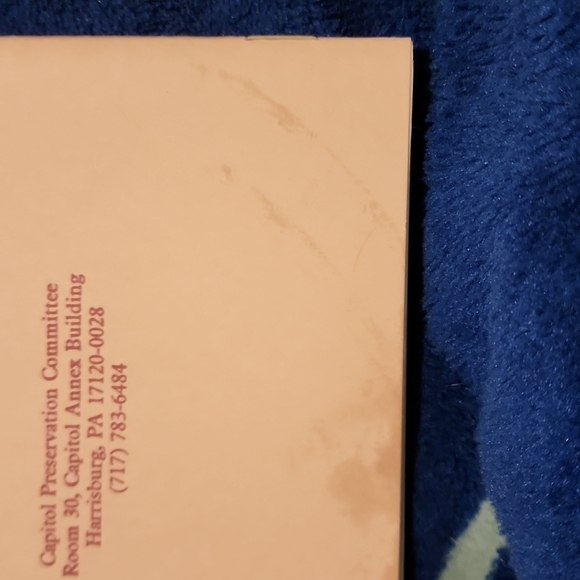 Capitol Preservation Committee
Room 30, Capitol Annex Building
Harrisburg, PA 17120-0028
(717) 783-6484